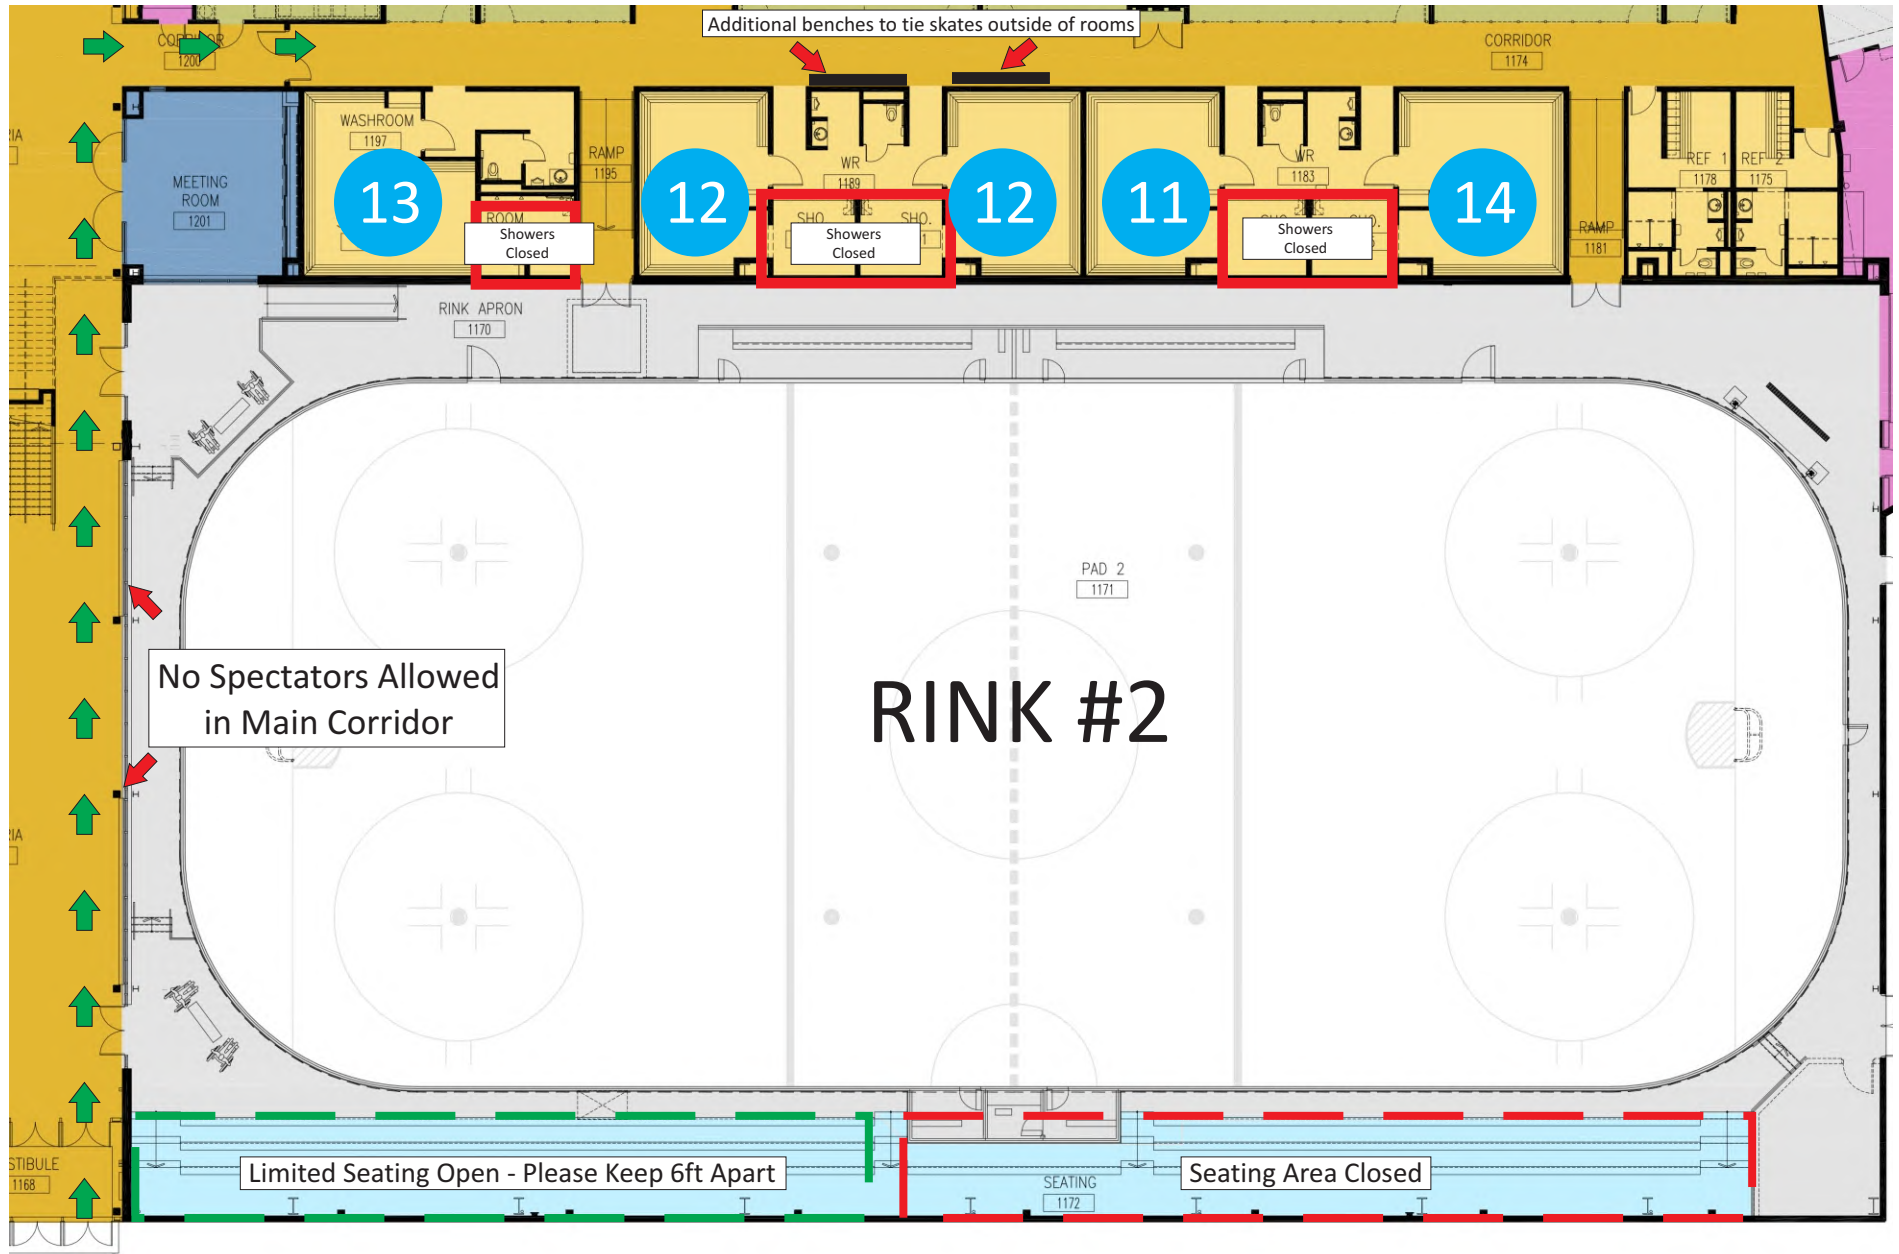 Additional benches to tie skates outside of rooms
CORRIDOR
1200
CORRIDOR
1174
WASHROOM
1197
MEETING
ROOM
1201
13
ROOM
Showers
Closed
RAMP
1195
12
WR
1189
SHO.
SHO.
Showers
Closed
12
11
WR
1183
Showers
Closed
14
RAMP
1181
REF 1
1178
REF 2
1175
RINK APRON
1170
PAD 2
1171
No Spectators Allowed
in Main Corridor
RINK #2
1168
Limited Seating Open - Please Keep 6ft Apart
SEATING
1172
Seating Area Closed